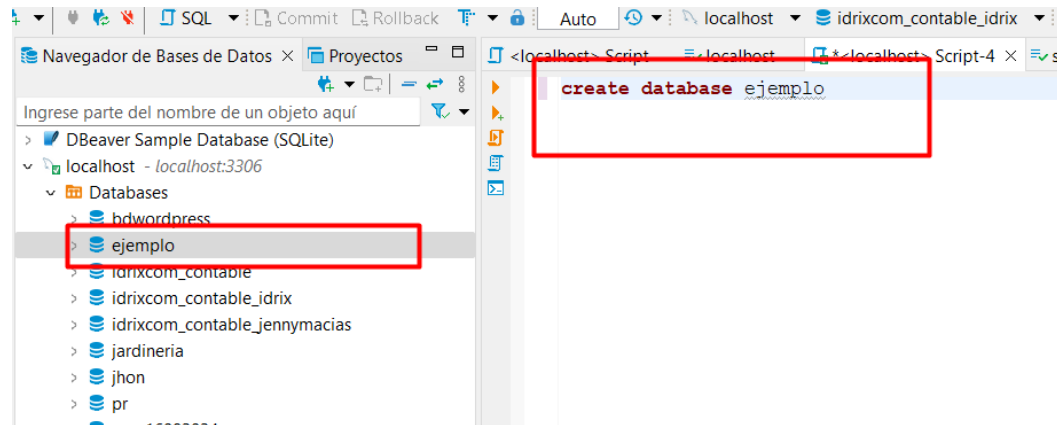 SQL Commit Rollback Auto localhost idrixcom_contable_idrix
Navegador de Bases de Datos Proyectos
<localhost> Script localhost *<localhost> Script-4
Ingrese parte del nombre de un objeto aquí
create database ejemplo
DBeaver Sample Database (SQLite)
localhost - localhost:3306
Databases
bdwordpress
ejemplo
idrixcom_contable
idrixcom_contable_idrix
idrixcom_contable_jennymacias
jardineria
jhon
pr